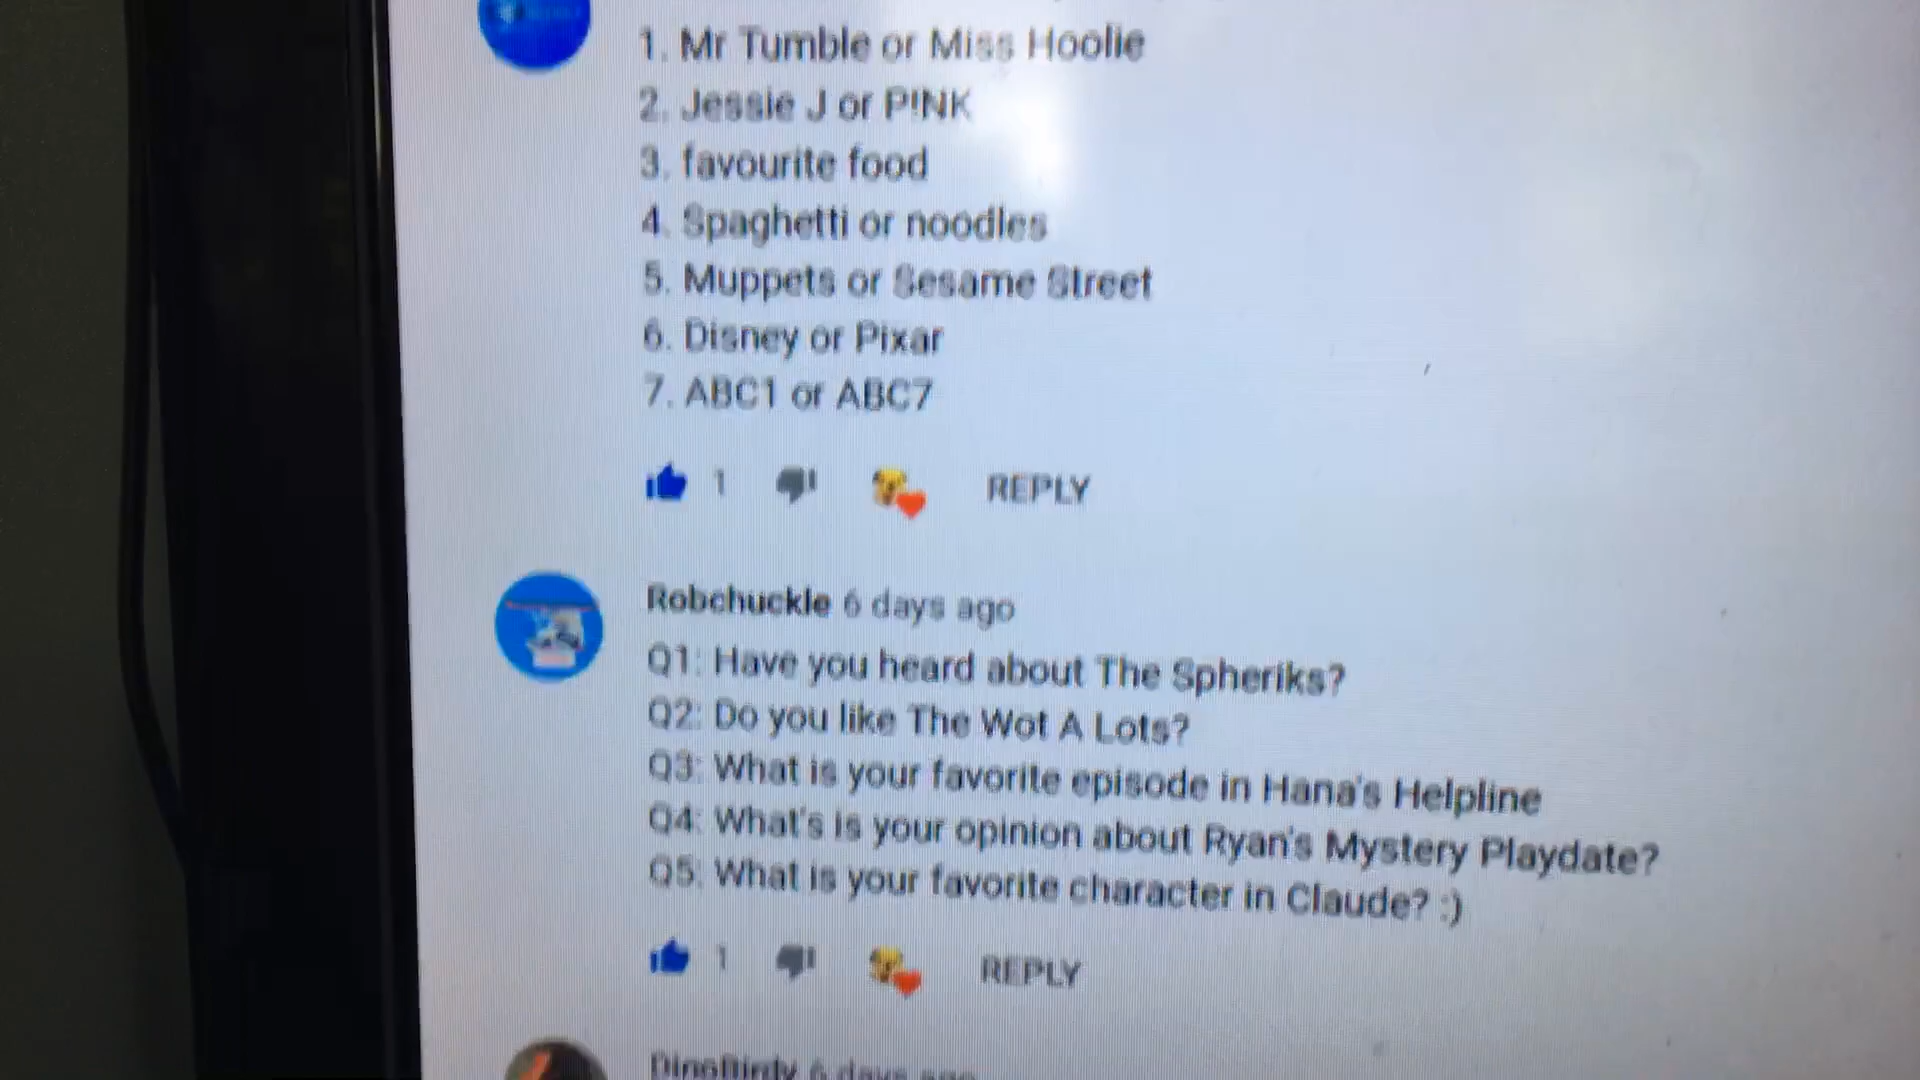 1. Mr Tumble or Miss Hoolie
2. Jessie J or P!NK
3. favourite food
4. Spaghetti or noodles
5. Muppets or Sesame Street
6. Disney or Pixar
7. ABC1 or ABC7
1 REPLY
Robchuckle 6 days ago
Q1: Have you heard about The Spheriks?
Q2: Do you like The Wot A Lots?
Q3: What is your favorite episode in Hana's Helpline
Q4: What's is your opinion about Ryan's Mystery Playdate?
Q5: What is your favorite character in Claude? :)
1 REPLY
6 days ago